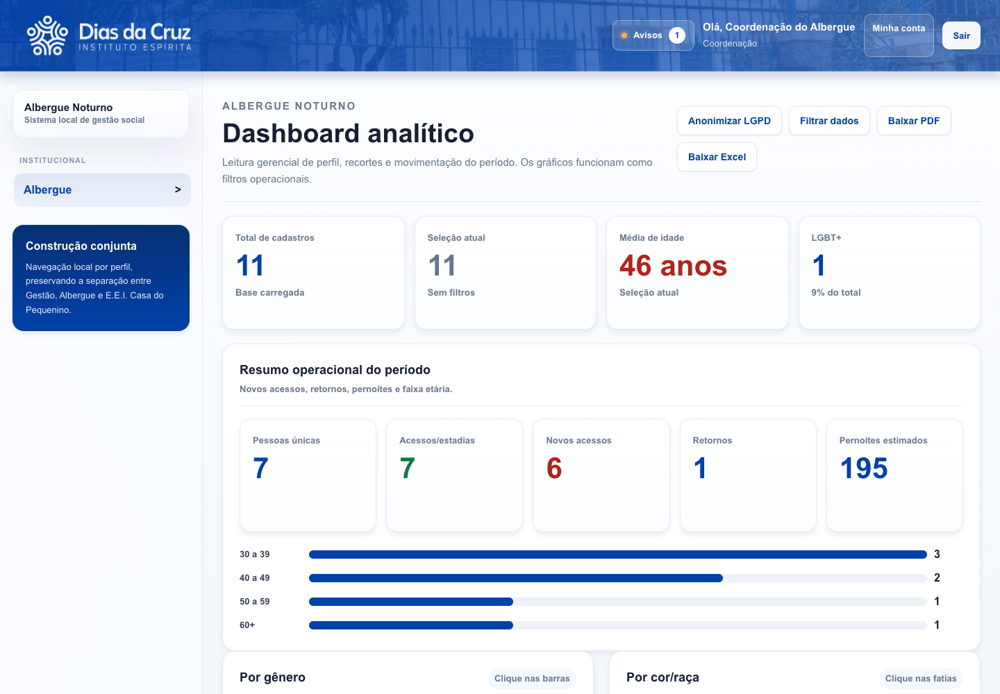 Dias da Cruz
INSTITUTO ESPÍRITA
Avisos 1
Olá, Coordenação do Albergue
Coordenação
Minha conta
Sair
Albergue Noturno
Sistema local de gestão social
INSTITUCIONAL
Albergue >
Construção conjunta
Navegação local por perfil,
preservando a separação entre
Gestão, Albergue e E.E.I. Casa do
Pequenino.
ALBERGUE NOTURNO
Dashboard analítico
Leitura gerencial de perfil, recortes e movimentação do período. Os gráficos funcionam como
filtros operacionais.
Anonimizar LGPD
Filtrar dados
Baixar PDF
Baixar Excel
Total de cadastros
11
Base carregada
Seleção atual
11
Sem filtros
Média de idade
46 anos
Seleção atual
LGBT+
1
9% do total
Resumo operacional do período
Novos acessos, retornos, pernoites e faixa etária.
Pessoas únicas
7
Acessos/estadias
7
Novos acessos
6
Retornos
1
Pernoites estimados
195
30 a 39 3
40 a 49 2
50 a 59 1
60+ 1
Por gênero
Clique nas barras
Por cor/raça
Clique nas fatias